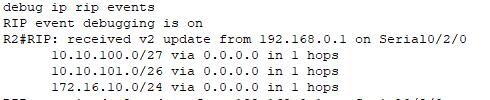 debug ip rip events
RIP event debugging is on
R2#RIP: received v2 update from 192.168.0.1 on Serial0/2/0
10.10.100.0/27 via 0.0.0.0 in 1 hops
10.10.101.0/26 via 0.0.0.0 in 1 hops
172.16.10.0/24 via 0.0.0.0 in 1 hops